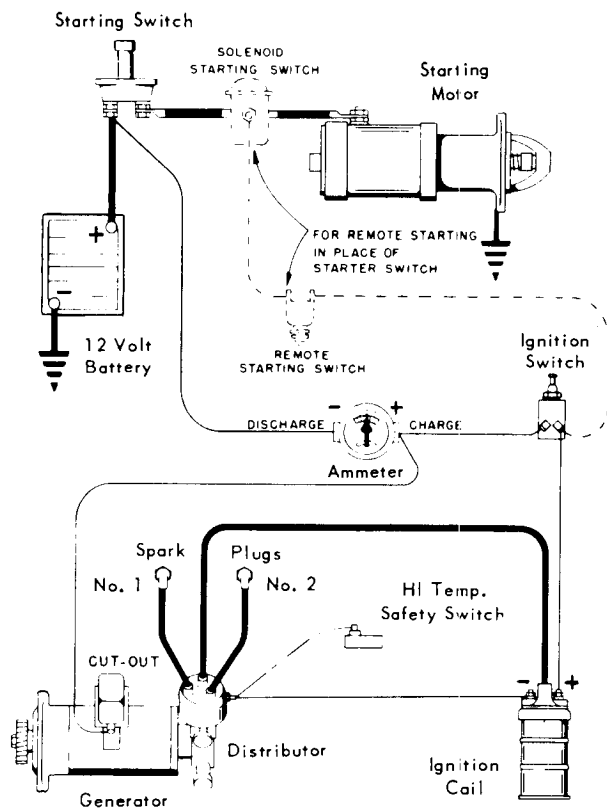 Starting Switch
SOLENOID
STARTING SWITCH
Starting
Motor
+
FOR REMOTE STARTING
IN PLACE OF
STARTER SWITCH
-
12 Volt
Battery
REMOTE
STARTING SWITCH
Ignition
Switch
- +
DISCHARGE CHARGE
Ammeter
Spark Plugs
No. 1 No. 2
HI Temp.
Safety Switch
CUT-OUT
- +
Distributor
Ignition
Cail
Generator